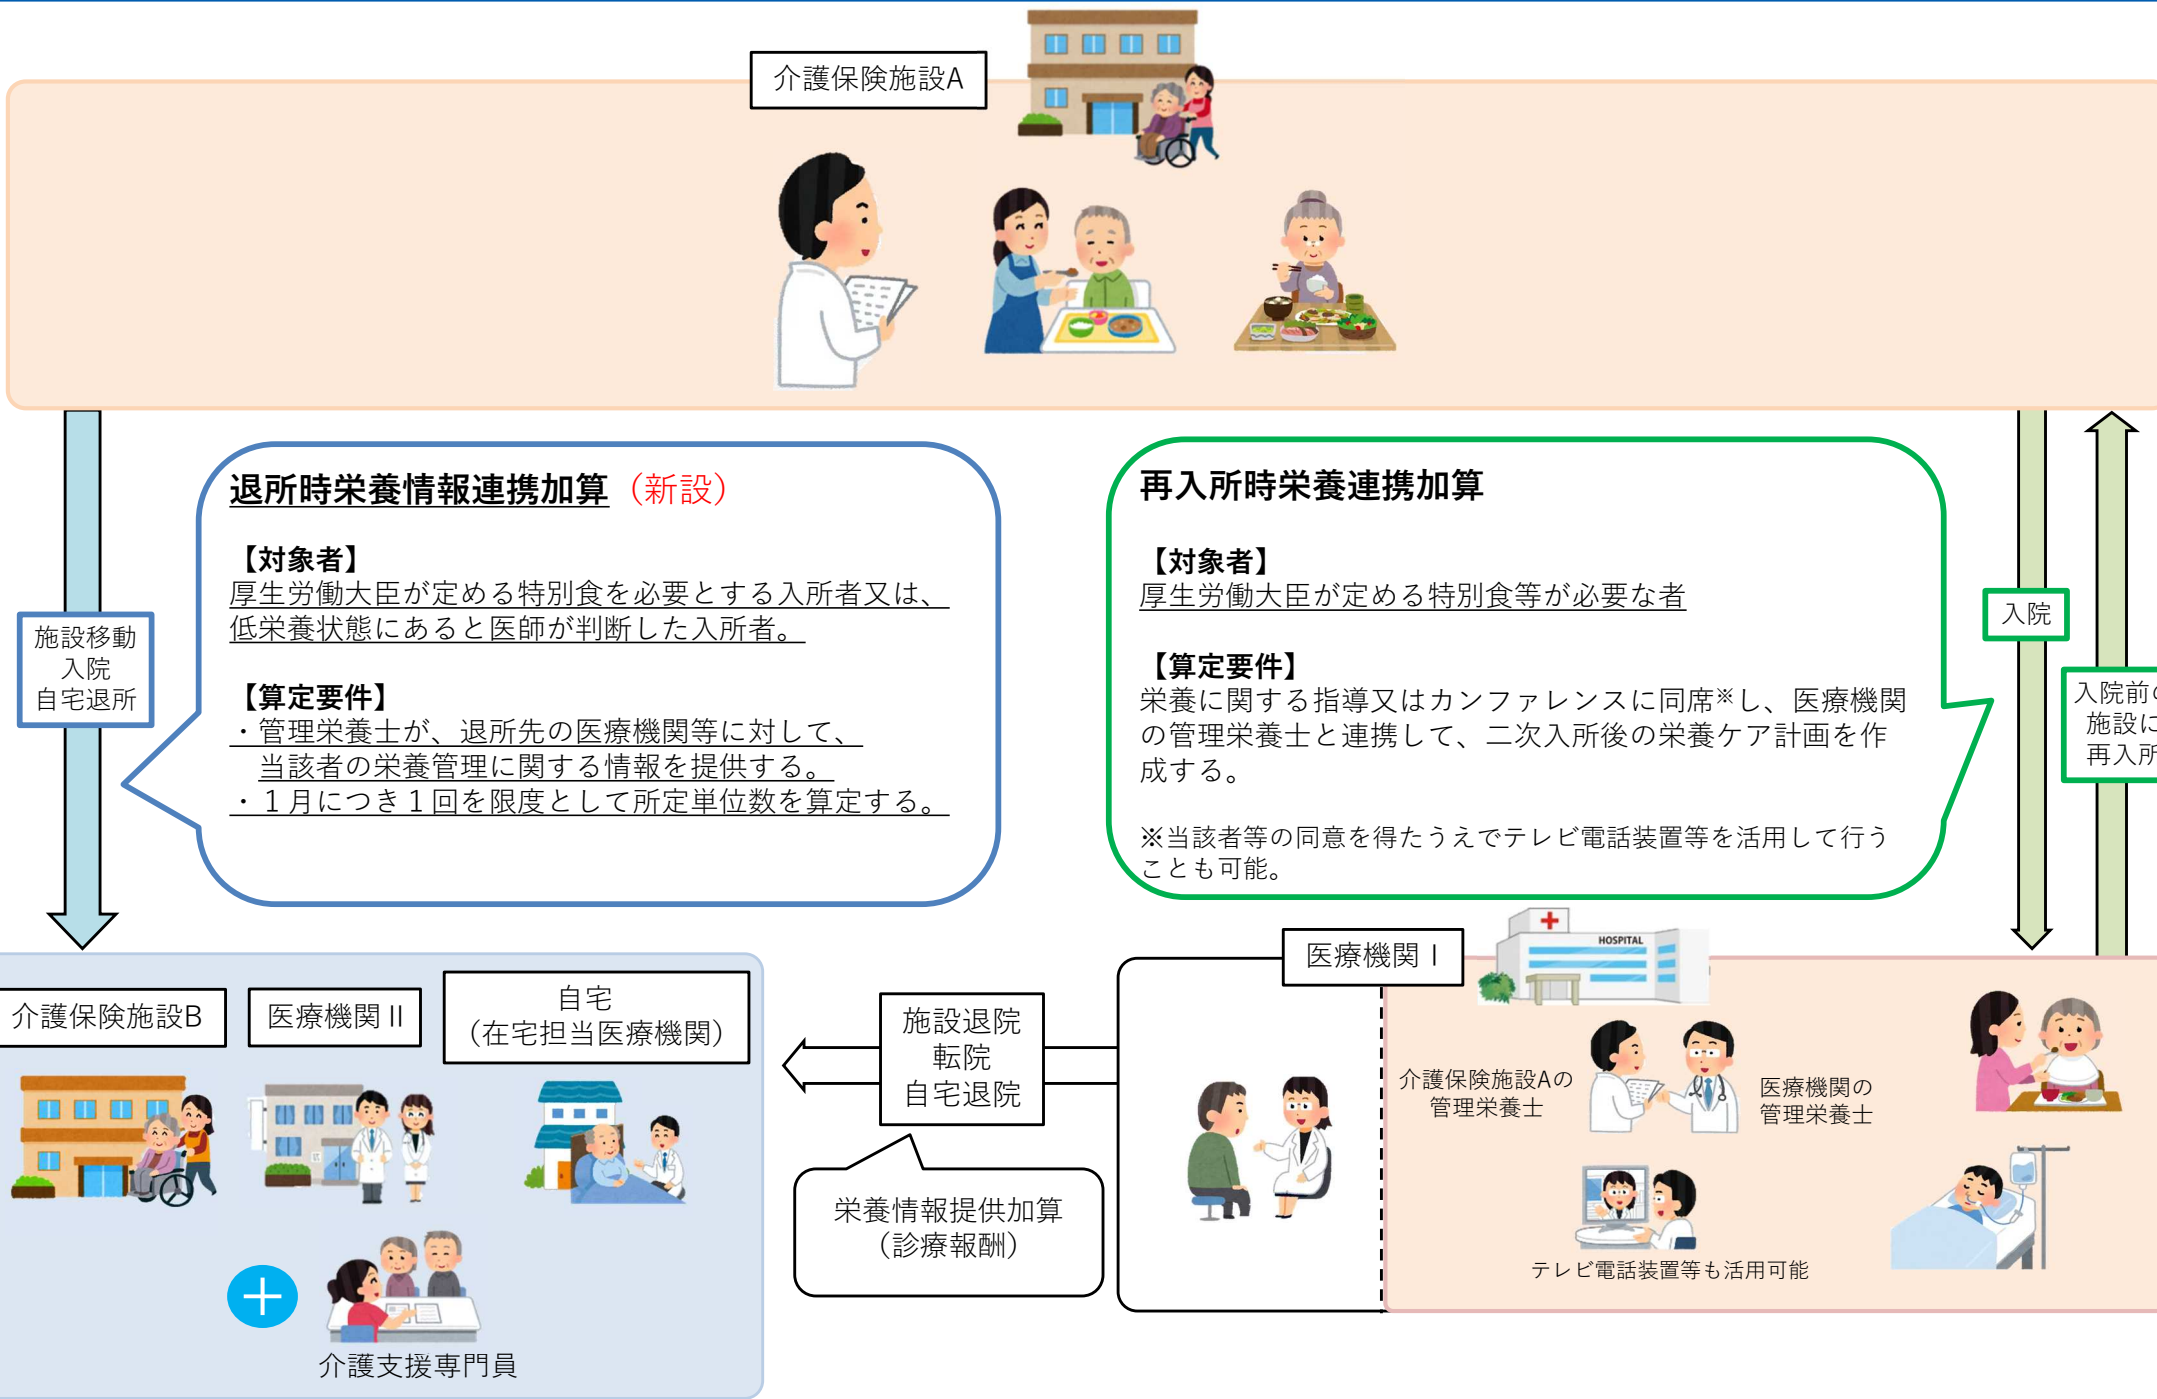 介護保険施設A
退所時栄養情報連携加算（新設）
【対象者】
厚生労働大臣が定める特別食を必要とする入所者又は、
低栄養状態にあると医師が判断した入所者。
【算定要件】
・管理栄養士が、退所先の医療機関等に対して、
当該者の栄養管理に関する情報を提供する。
・１月につき１回を限度として所定単位数を算定する。
施設移動
入院
自宅退所
再入所時栄養連携加算
【対象者】
厚生労働大臣が定める特別食等が必要な者
【算定要件】
栄養に関する指導又はカンファレンスに同席※し、医療機関
の管理栄養士と連携して、二次入所後の栄養ケア計画を作
成する。
※当該者等の同意を得たうえでテレビ電話装置等を活用して行う
ことも可能。
入院
入院前の
施設に
再入所
介護保険施設B
医療機関Ⅱ
自宅
（在宅担当医療機関）
介護支援専門員
施設退院
転院
自宅退院
栄養情報提供加算
（診療報酬）
医療機関Ⅰ
HOSPITAL
介護保険施設Aの
管理栄養士
医療機関の
管理栄養士
テレビ電話装置等も活用可能